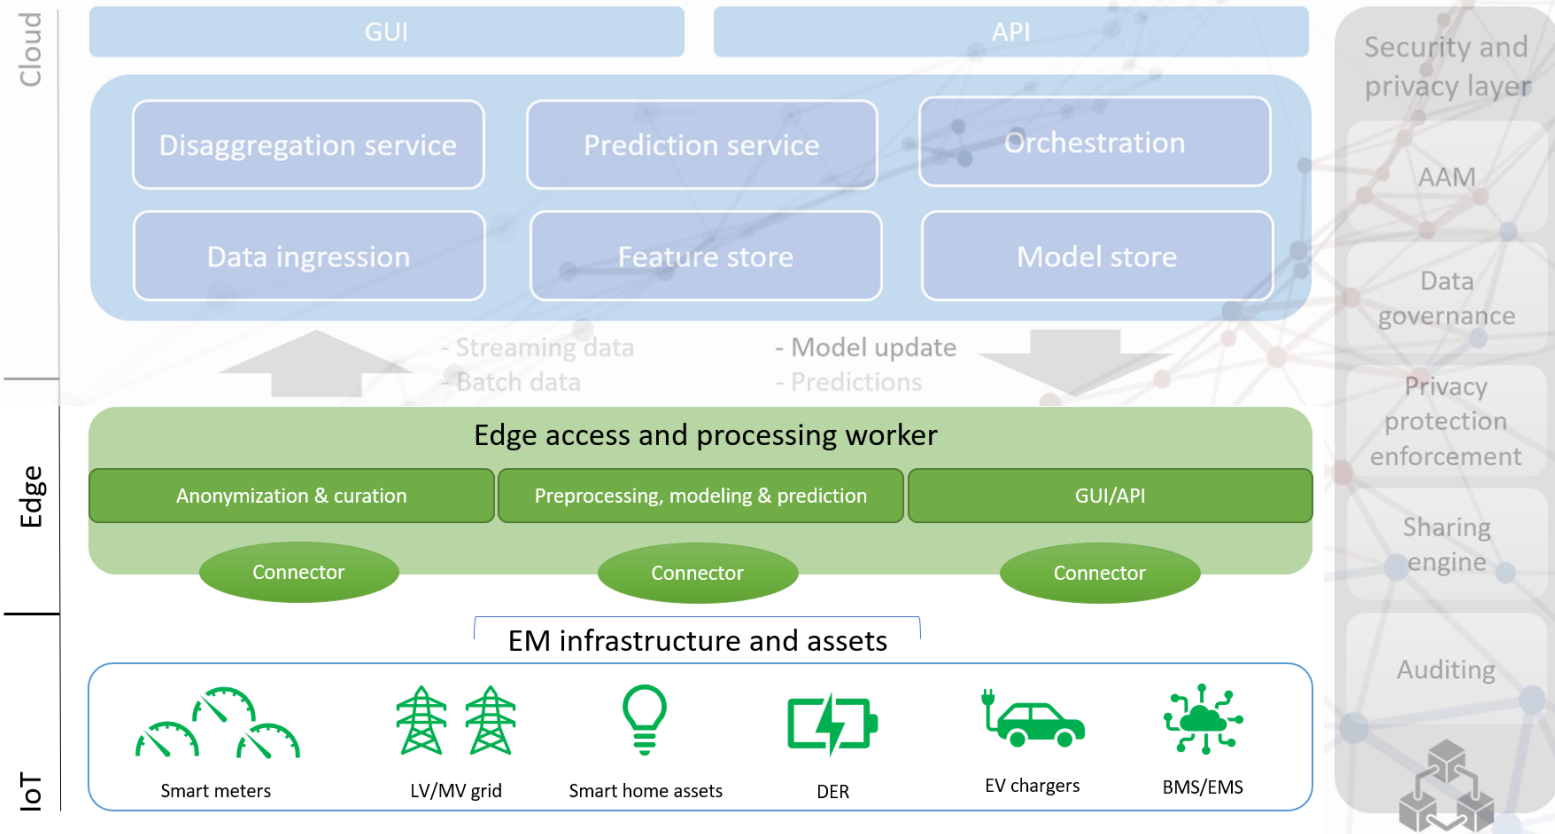 Cloud
GUI
API
Disaggregation service
Prediction service
Orchestration
Data ingression
Feature store
Model store
- Streaming data
- Batch data
- Model update
- Predictions
Edge
Edge access and processing worker
Anonymization & curation
Preprocessing, modeling & prediction
GUI/API
Connector
Connector
Connector
IoT
EM infrastructure and assets
Smart meters
LV/MV grid
Smart home assets
DER
EV chargers
BMS/EMS
Security and
privacy layer
AAM
Data
governance
Privacy
protection
enforcement
Sharing
engine
Auditing